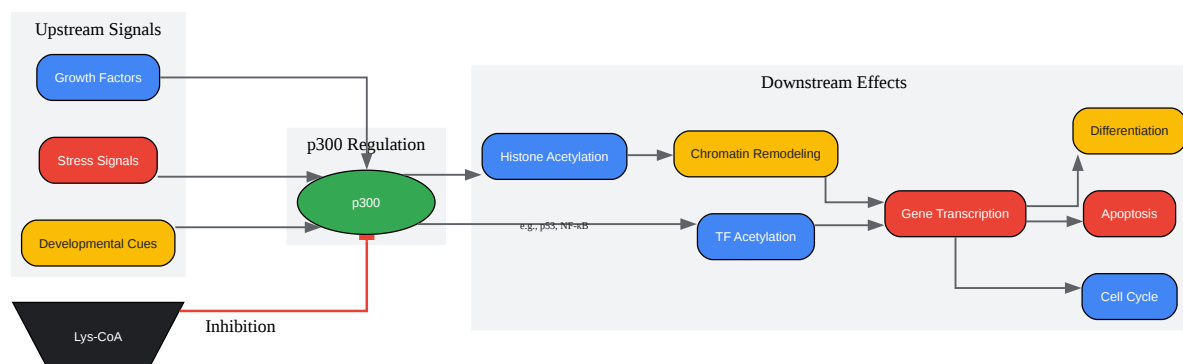 Upstream Signals
Growth Factors
Stress Signals
Developmental Cues
Lys-CoA
Inhibition
p300 Regulation
p300
Downstream Effects
Histone Acetylation
Chromatin Remodeling
e.g., p53, NF-κB
TF Acetylation
Gene Transcription
Differentiation
Apoptosis
Cell Cycle